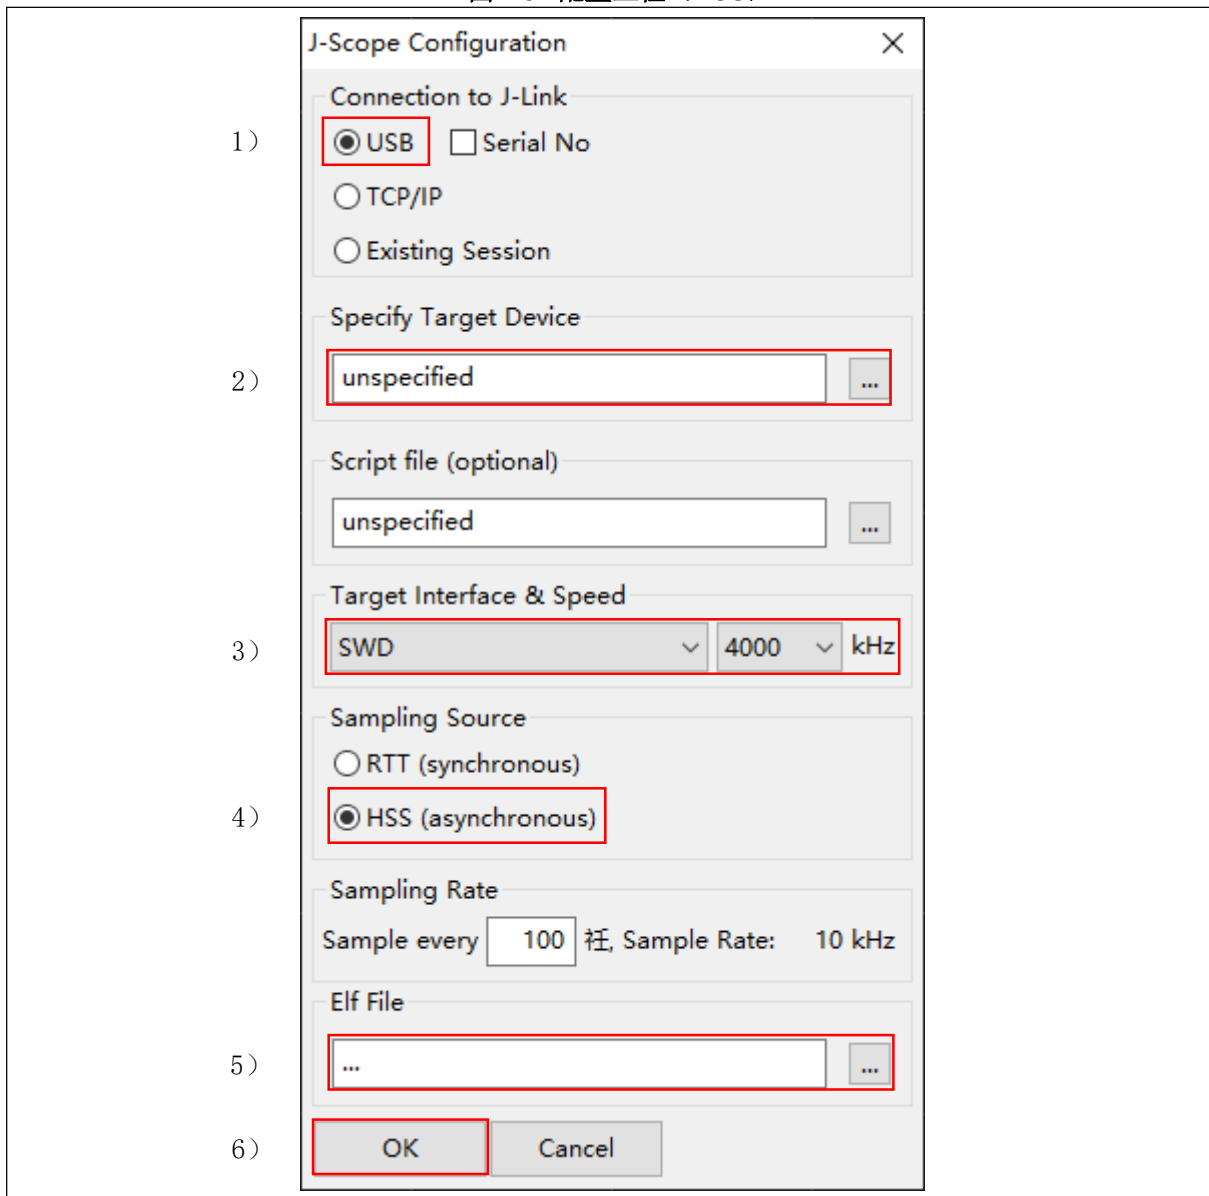 J-Scope Configuration
Connection to J-Link
1) USB Serial No
TCP/IP
Existing Session
Specify Target Device
2) unspecified ...
Script file (optional)
unspecified ...
Target Interface & Speed
3) SWD 4000 kHz
Sampling Source
RTT (synchronous)
4) HSS (asynchronous)
Sampling Rate
Sample every 100 祍, Sample Rate: 10 kHz
Elf File
5) ... ...
6) OK Cancel